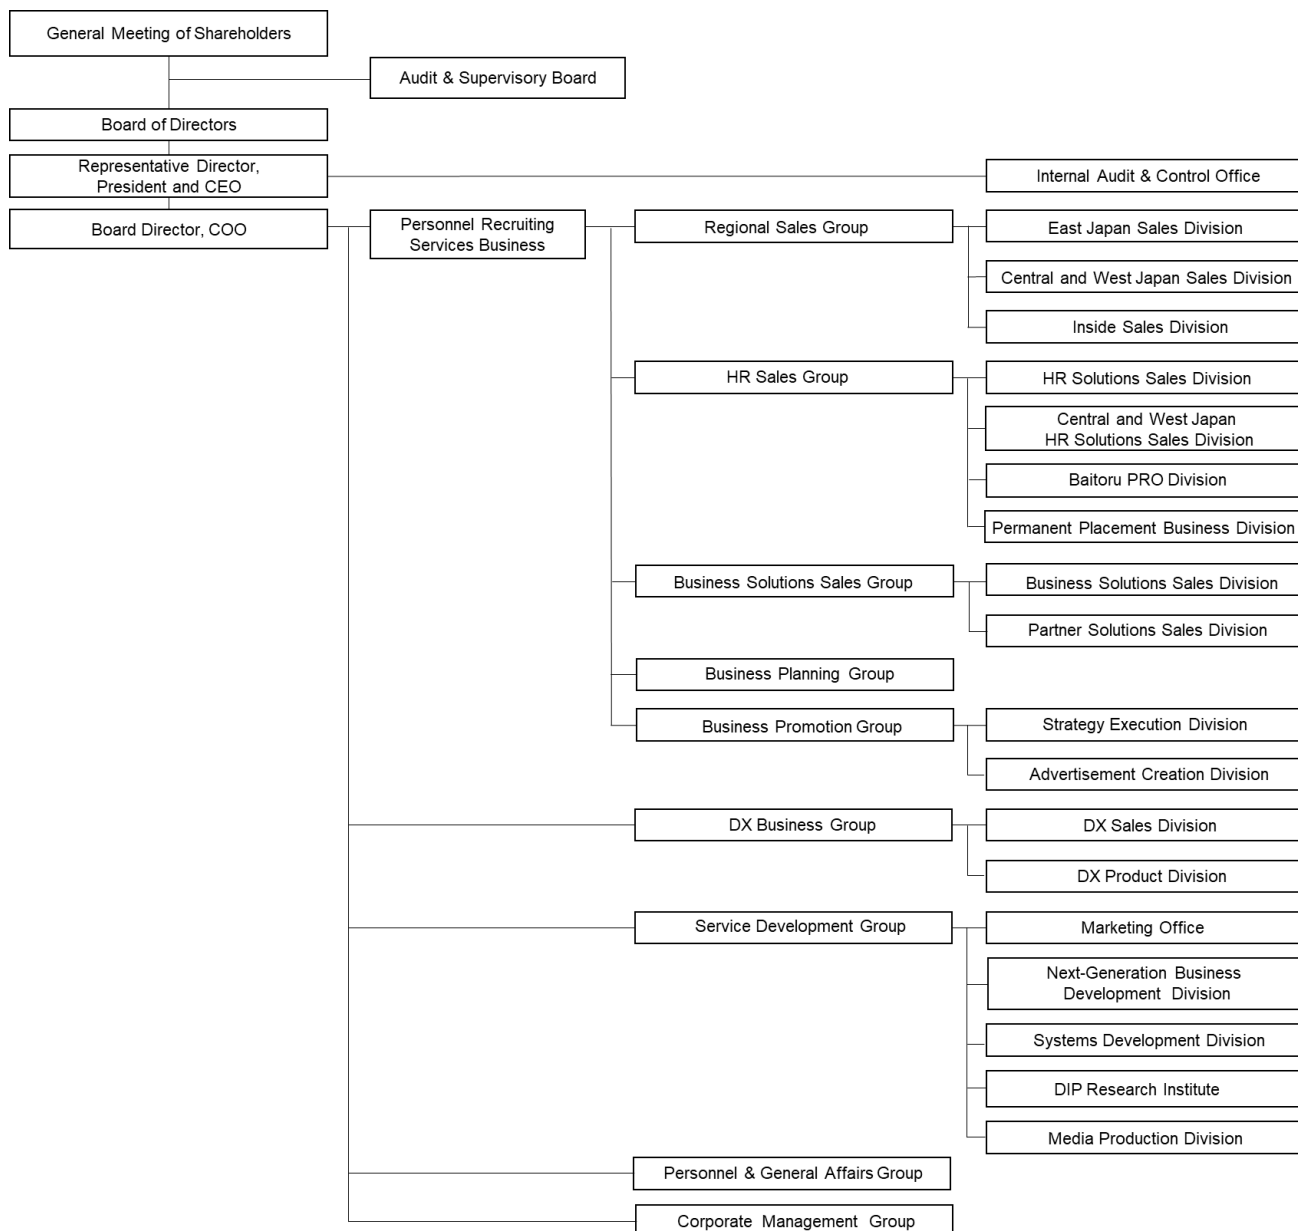 General Meeting of Shareholders
Audit & Supervisory Board
Board of Directors
Representative Director,
President and CEO
Internal Audit & Control Office
Board Director, COO
Personnel Recruiting
Services Business
Regional Sales Group
East Japan Sales Division
Central and West Japan Sales Division
Inside Sales Division
HR Sales Group
HR Solutions Sales Division
Central and West Japan
HR Solutions Sales Division
Baitoru PRO Division
Permanent Placement Business Division
Business Solutions Sales Group
Business Solutions Sales Division
Partner Solutions Sales Division
Business Planning Group
Business Promotion Group
Strategy Execution Division
Advertisement Creation Division
DX Business Group
DX Sales Division
DX Product Division
Service Development Group
Marketing Office
Next-Generation Business
Development Division
Systems Development Division
DIP Research Institute
Media Production Division
Personnel & General Affairs Group
Corporate Management Group